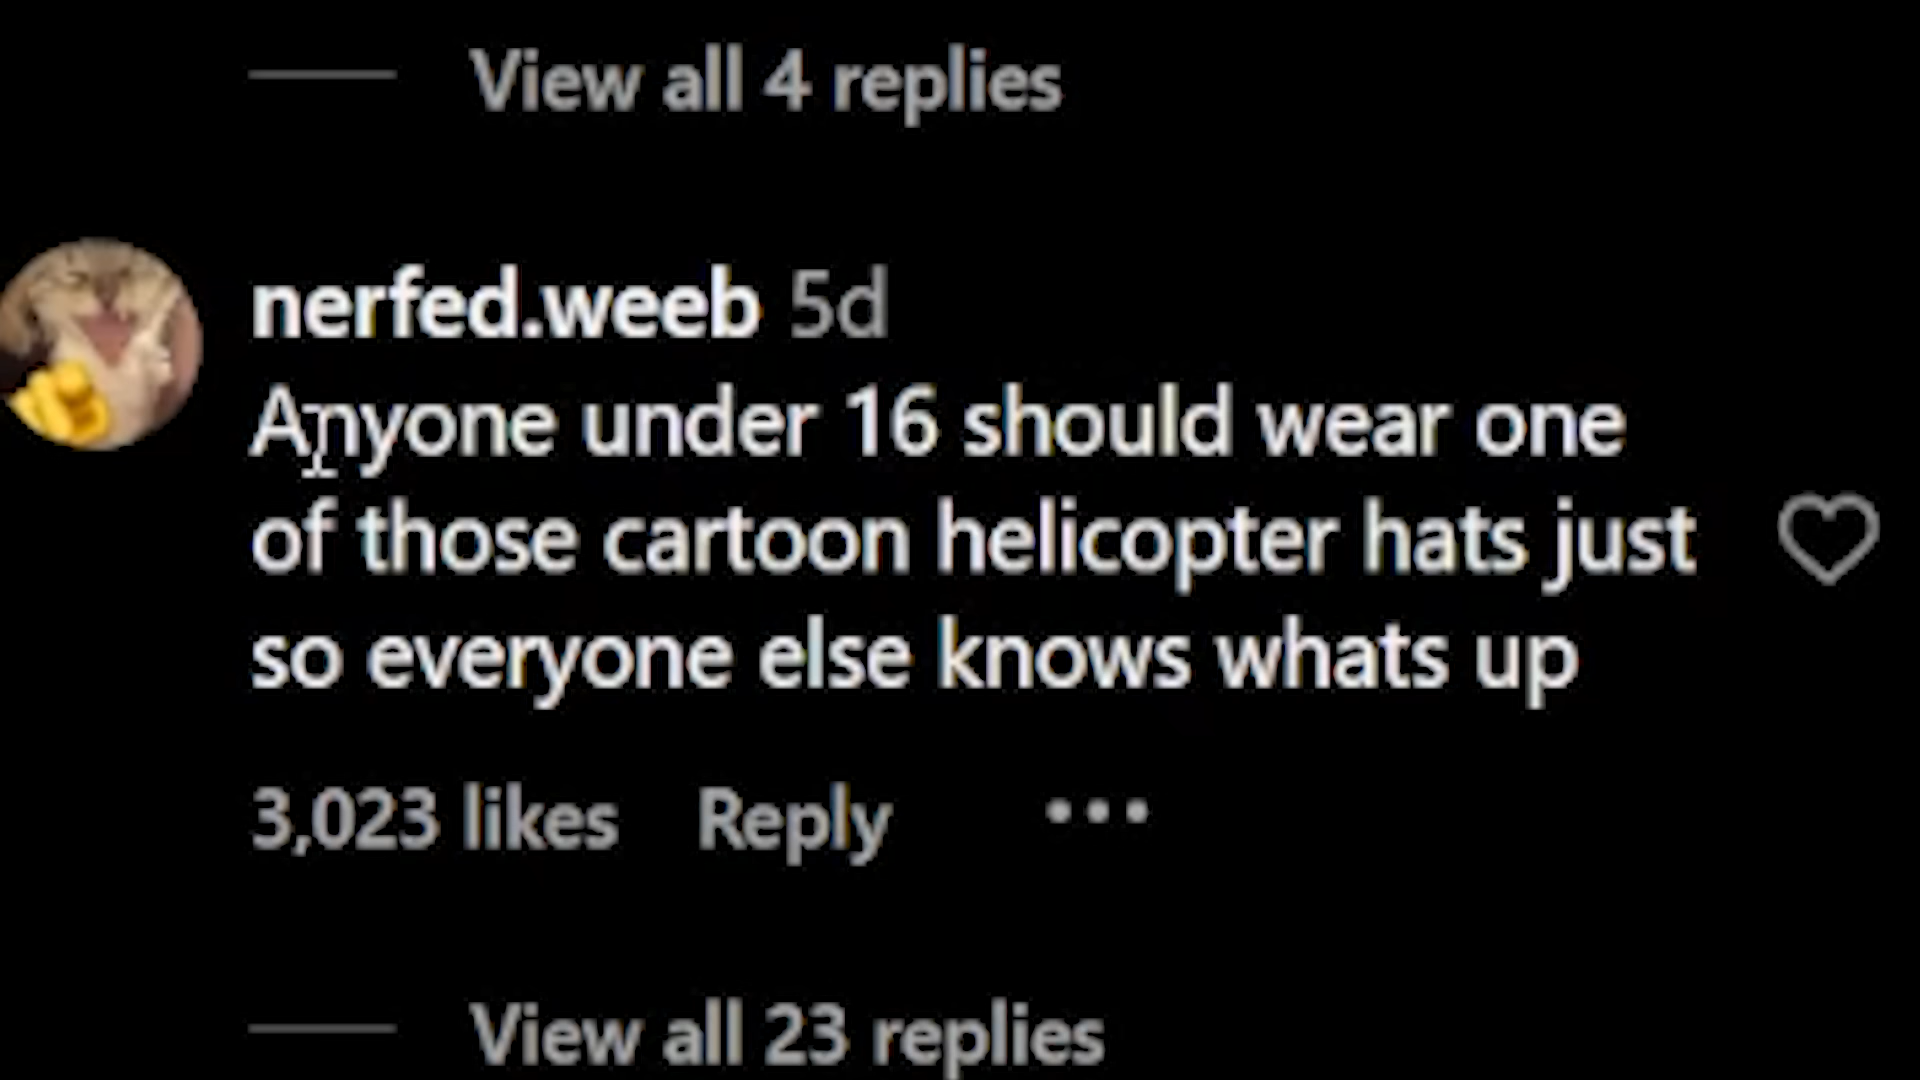 View all 4 replies
nerfed.weeb 5d
Anyone under 16 should wear one
of those cartoon helicopter hats just
so everyone else knows whats up
3,023 likes Reply •••
View all 23 replies